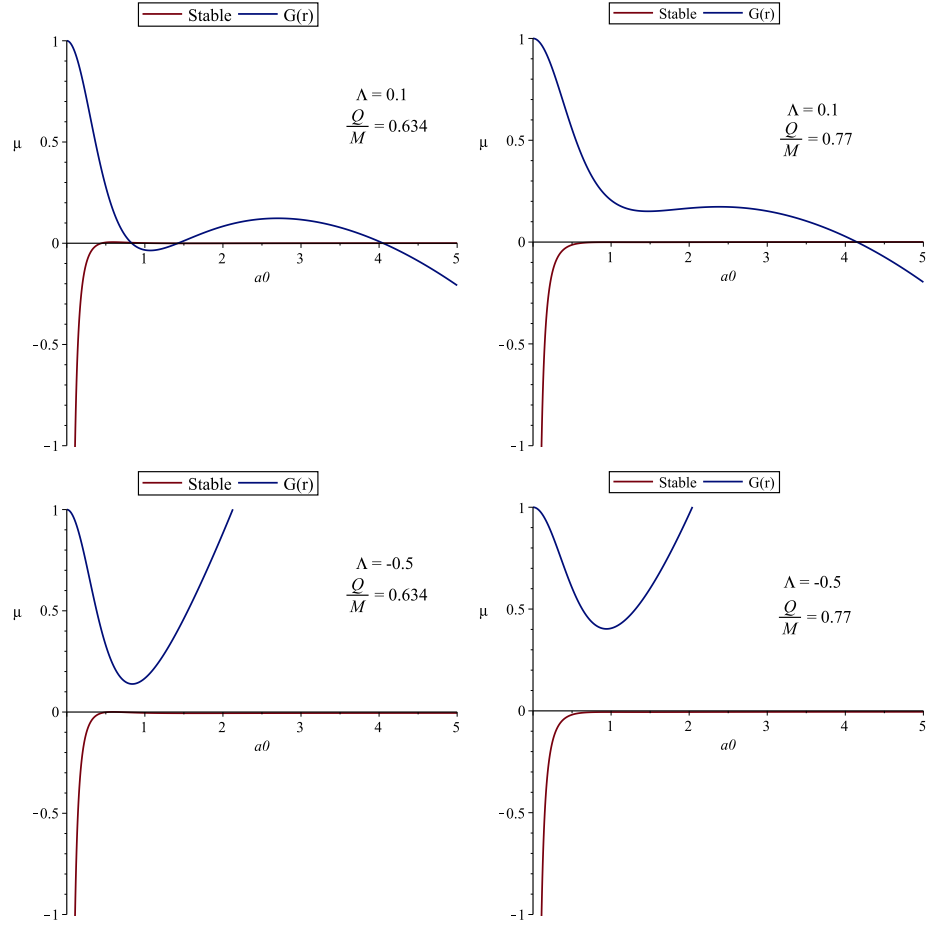 Stable G(r)
1
0.5
0
-0.5
-1
μ
1 2 3 4 5
a0
Λ = 0.1
Q
M
= 0.634
Stable G(r)
1
0.5
0
-0.5
-1
μ
1 2 3 4 5
a0
Λ = 0.1
Q
M
= 0.77
Stable G(r)
1
0.5
0
-0.5
-1
μ
1 2 3 4 5
a0
Λ = -0.5
Q
M
= 0.634
Stable G(r)
1
0.5
0
-0.5
-1
μ
1 2 3 4 5
a0
Λ = -0.5
Q
M
= 0.77